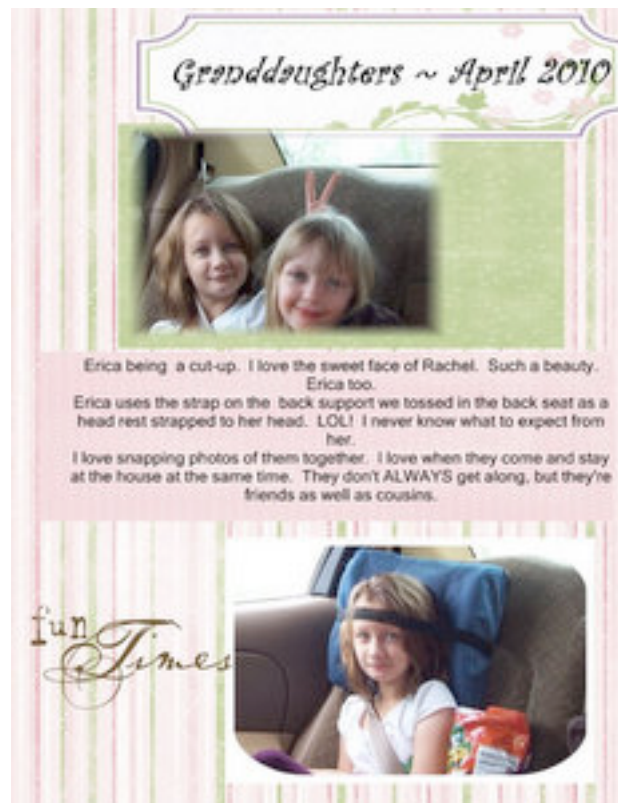 Granddaughters ~ April 2010
Erica being a cut-up. I love the sweet face of Rachel. Such a beauty.
Erica too.
Erica uses the strap on the back support we tossed in the back seat as a
head rest strapped to her head. LOL! I never know what to expect from
her.
I love snapping photos of them together. I love when they come and stay
at the house at the same time. They don't ALWAYS get along, but they're
friends as well as cousins.
fun
Times